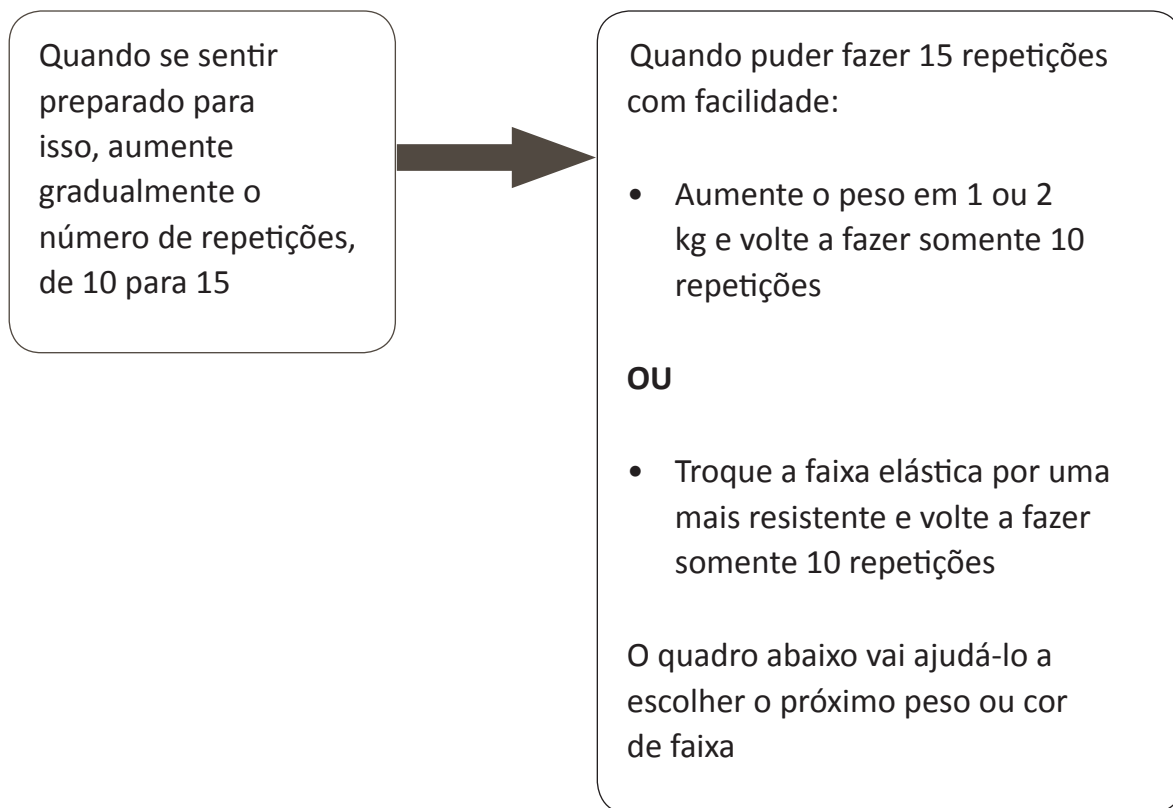 Quando se sentir
preparado para
isso, aumente
gradualmente o
número de repetições,
de 10 para 15
Quando puder fazer 15 repetições
com facilidade:
• Aumente o peso em 1 ou 2
kg e volte a fazer somente 10
repetições
OU
• Troque a faixa elástica por uma
mais resistente e volte a fazer
somente 10 repetições
O quadro abaixo vai ajudá-lo a
escolher o próximo peso ou cor
de faixa